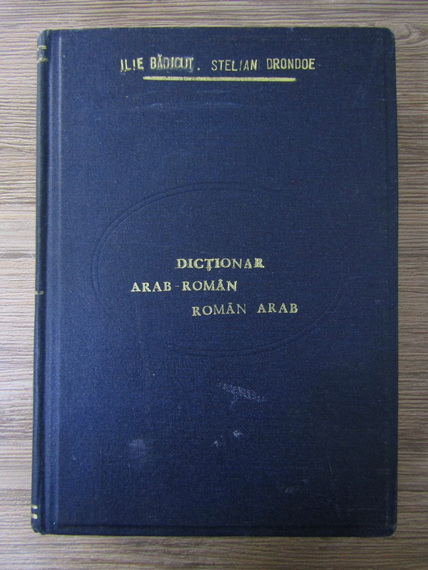 ILIE BĂDICUȚ. STELIAN DRONDOE
DICȚIONAR
ARAB-ROMÂN
ROMÂN ARAB